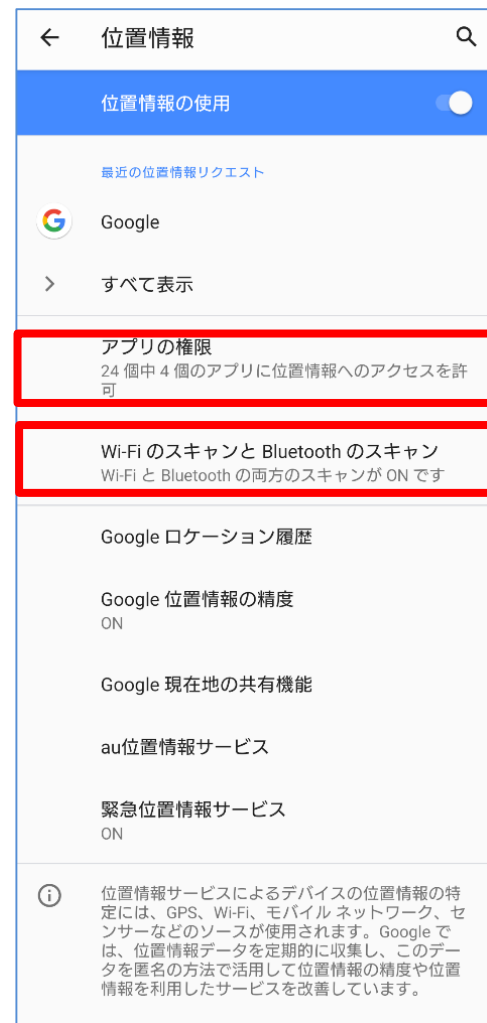 位置情報
位置情報の使用
最近の位置情報リクエスト
Google
すべて表示
アプリの権限
24 個中 4 個のアプリに位置情報へのアクセスを許
可
Wi-Fi のスキャンと Bluetooth のスキャン
Wi-Fi と Bluetooth の両方のスキャンが ON です
Google ロケーション履歴
Google 位置情報の精度
ON
Google 現在地の共有機能
au位置情報サービス
緊急位置情報サービス
ON
位置情報サービスによるデバイスの位置情報の特
定には、GPS、Wi-Fi、モバイル ネットワーク、セ
ンサーなどのソースが使用されます。Google で
は、位置情報データを定期的に収集し、このデー
タを匿名の方法で活用して位置情報の精度や位置
情報を利用したサービスを改善しています。